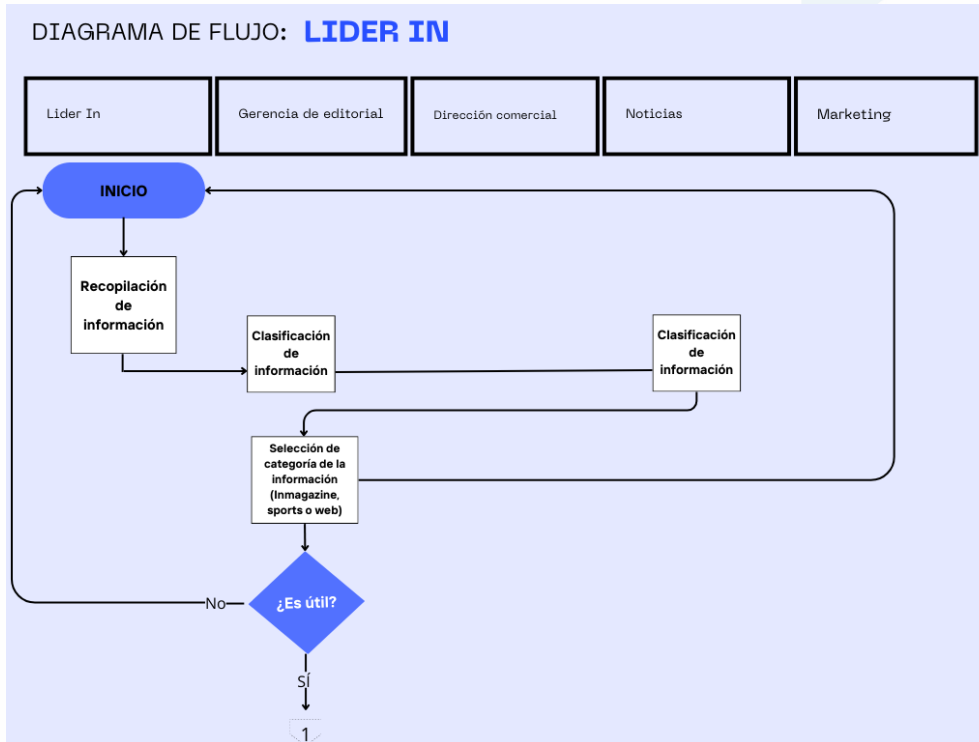 DIAGRAMA DE FLUJO: LIDER IN
Lider In
Gerencia de editorial
Dirección comercial
Noticias
Marketing
INICIO
Recopilación
de
información
Clasificación
de
información
Clasificación
de
información
Selección de
categoría de la
información
(Inmagazine,
sports o web)
¿Es útil?
No
SÍ
1